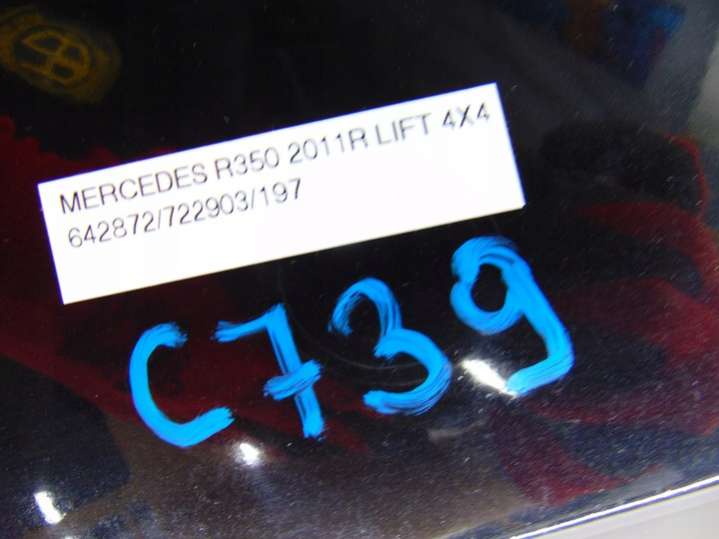 MERCEDES R350 2011R LIFT 4X4
642872/722903/197
C739